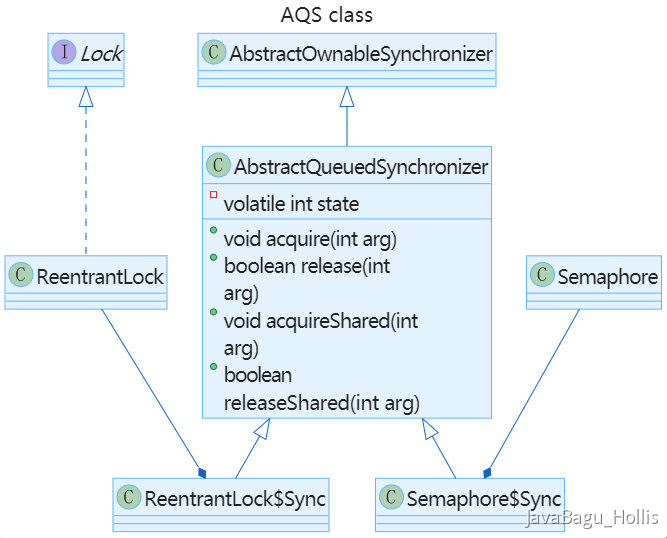 AQS class
I Lock
C AbstractOwnableSynchronizer
C AbstractQueuedSynchronizer
volatile int state
void acquire(int arg)
boolean release(int
arg)
void acquireShared(int
arg)
boolean
releaseShared(int arg)
C ReentrantLock
C Semaphore
C ReentrantLock$Sync
C Semaphore$Sync
JavaBagu_Hollis